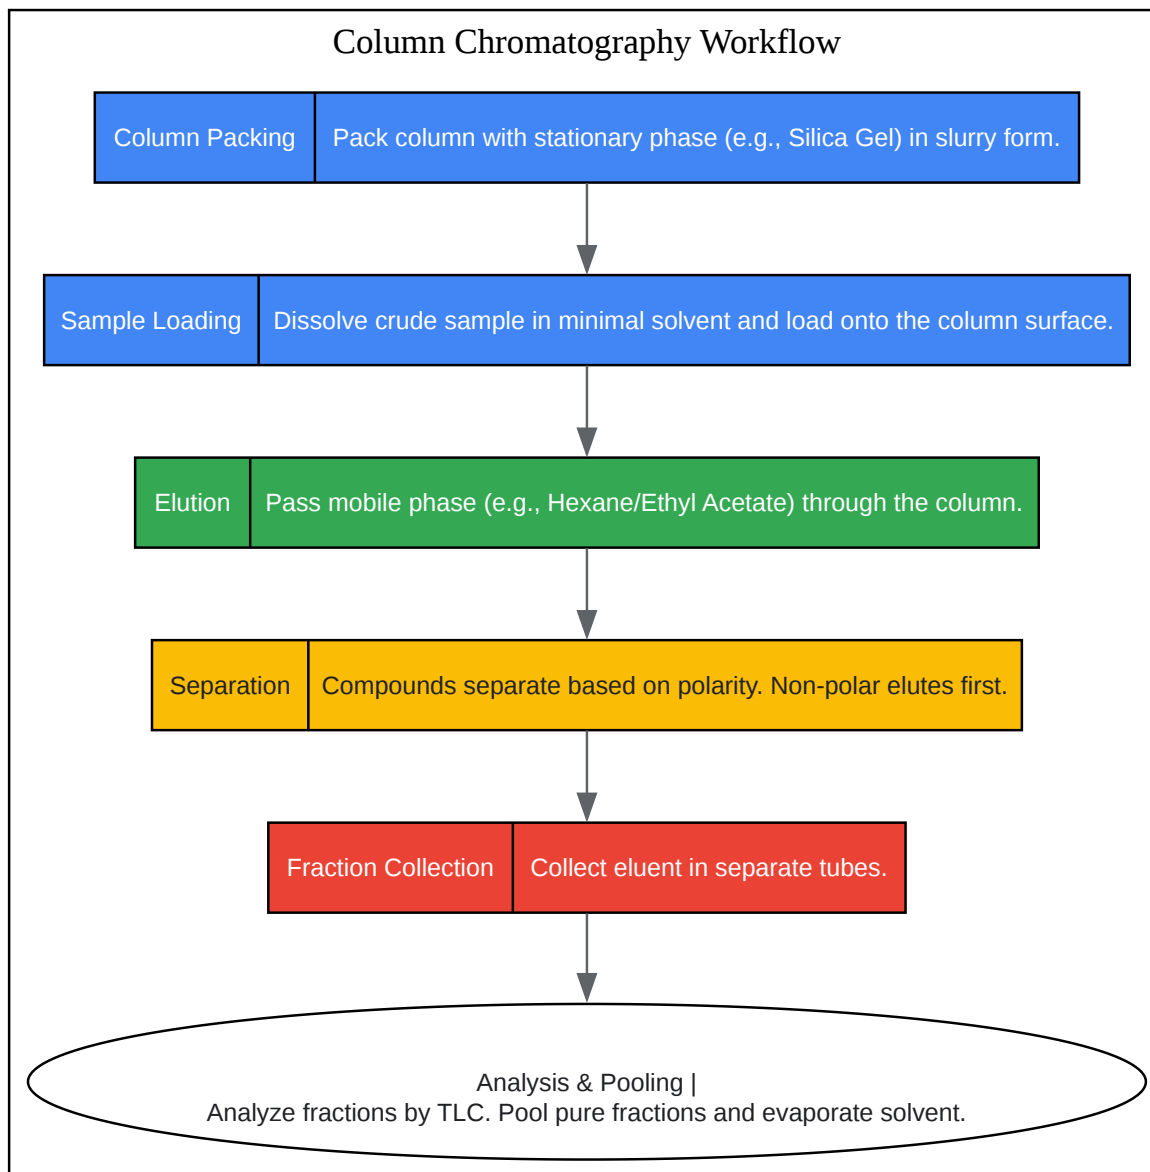 Column Chromatography Workflow
Column Packing
Pack column with stationary phase (e.g., Silica Gel) in slurry form.
Sample Loading
Dissolve crude sample in minimal solvent and load onto the column surface.
Elution
Pass mobile phase (e.g., Hexane/Ethyl Acetate) through the column.
Separation
Compounds separate based on polarity. Non-polar elutes first.
Fraction Collection
Collect eluent in separate tubes.
Analysis & Pooling |
Analyze fractions by TLC. Pool pure fractions and evaporate solvent.